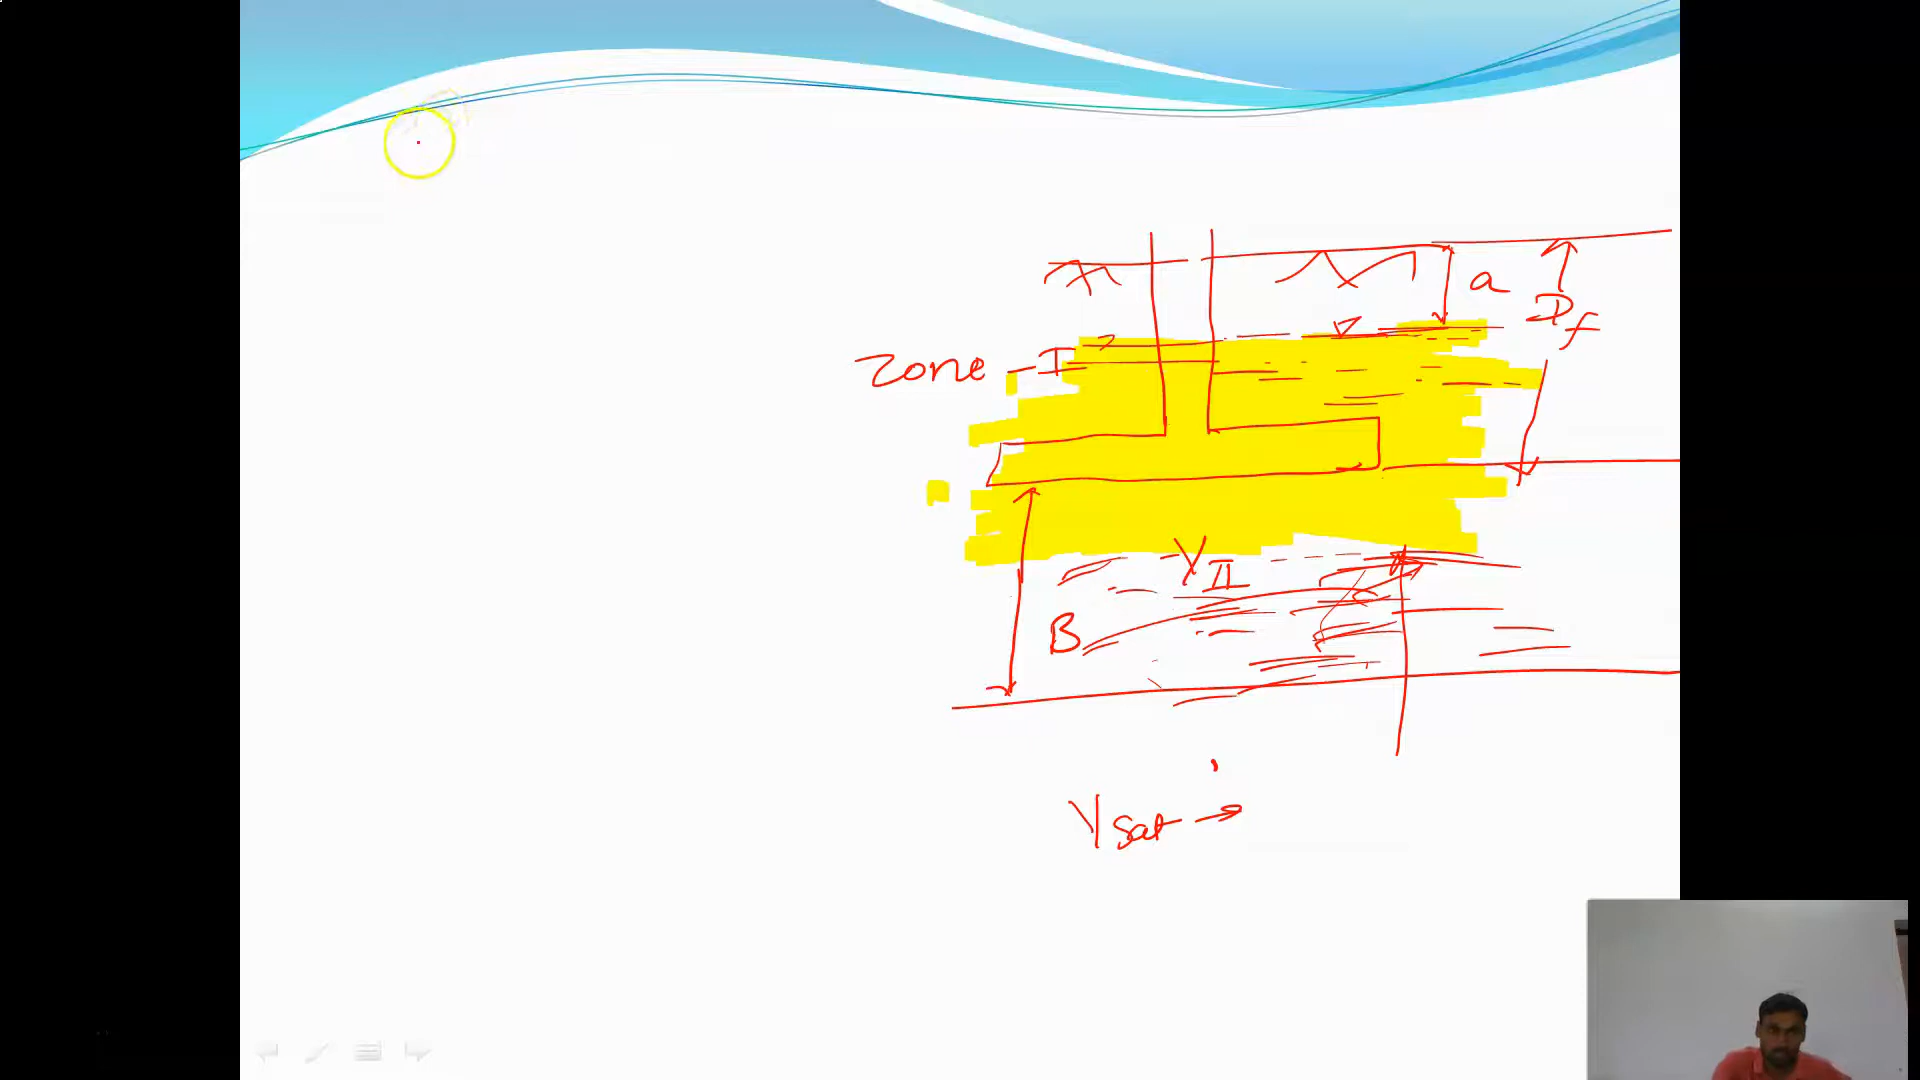 a
Df
Zone - I
γII
B
γsat →